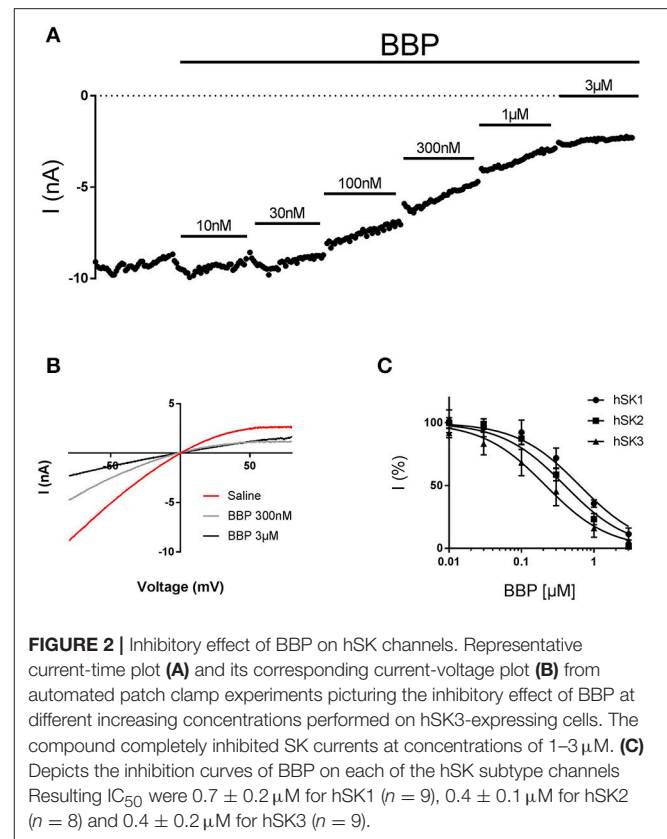 A
BBP
0
3µM
1µM
300nM
100nM
30nM
10nM
-5
-10
I (nA)
B
5
I (nA)
-50
50
-5
-10
Saline
BBP 300nM
BBP 3µM
Voltage (mV)
C
hSK1
hSK2
hSK3
100
50
0
I (%)
0.01
0.1
1
BBP [µM]
FIGURE 2 | Inhibitory effect of BBP on hSK channels. Representative
current-time plot (A) and its corresponding current-voltage plot (B) from
automated patch clamp experiments picturing the inhibitory effect of BBP at
different increasing concentrations performed on hSK3-expressing cells. The
compound completely inhibited SK currents at concentrations of 1–3 µM. (C)
Depicts the inhibition curves of BBP on each of the hSK subtype channels
Resulting IC50 were 0.7 ± 0.2 µM for hSK1 (n = 9), 0.4 ± 0.1 µM for hSK2
(n = 8) and 0.4 ± 0.2 µM for hSK3 (n = 9).